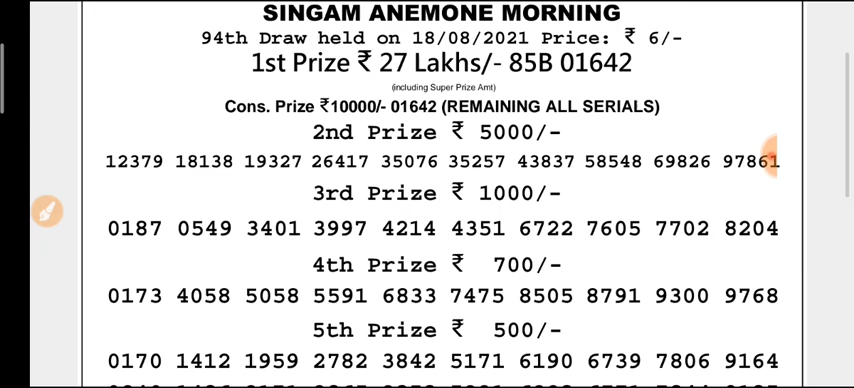 SINGAM ANEMONE MORNING
94th Draw held on 18/08/2021 Price: ₹ 6/-
1st Prize ₹ 27 Lakhs/- 85B 01642
(including Super Prize Amt)
Cons. Prize ₹10000/- 01642 (REMAINING ALL SERIALS)
2nd Prize ₹ 5000/-
12379 18138 19327 26417 35076 35257 43837 58548 69826 97861
3rd Prize ₹ 1000/-
0187 0549 3401 3997 4214 4351 6722 7605 7702 8204
4th Prize ₹ 700/-
0173 4058 5058 5591 6833 7475 8505 8791 9300 9768
5th Prize ₹ 500/-
0170 1412 1959 2782 3842 5171 6190 6739 7806 9164